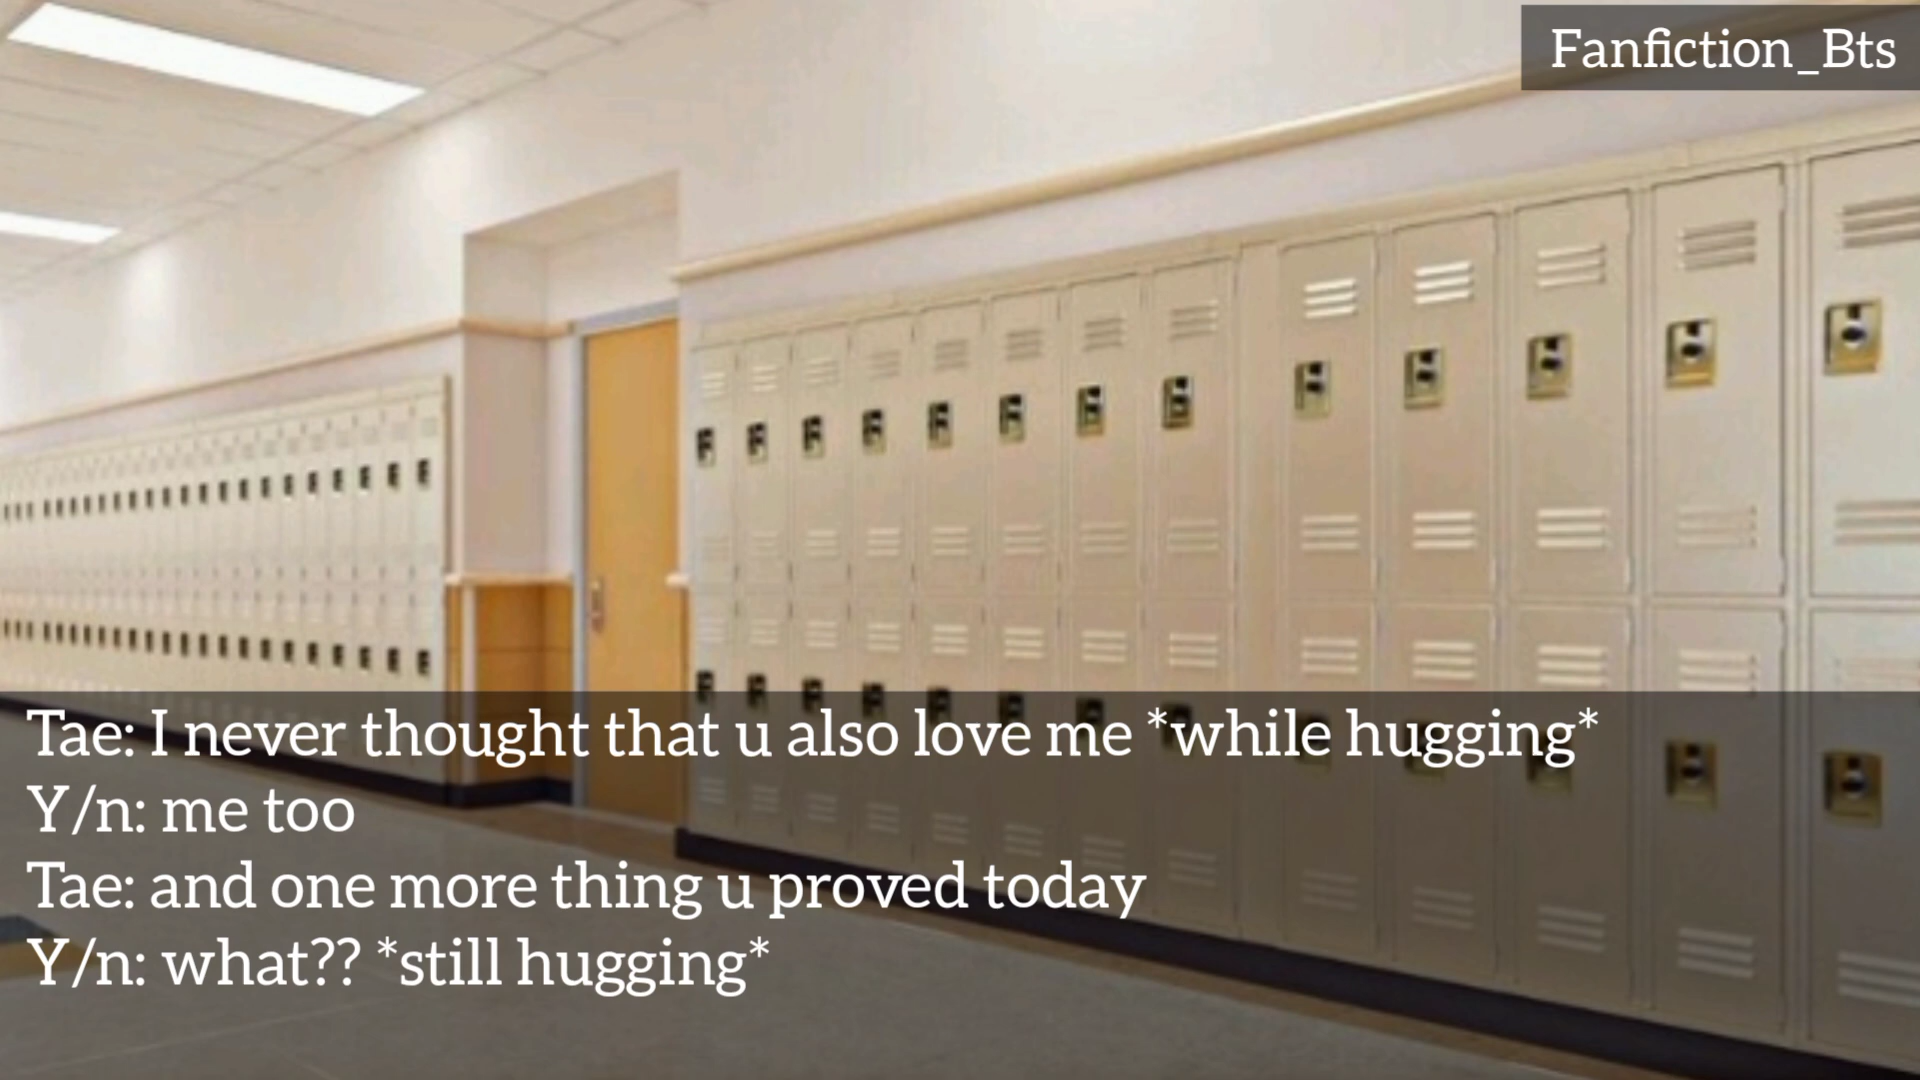 Fanfiction_Bts
Tae: I never thought that u also love me *while hugging*
Y/n: me too
Tae: and one more thing u proved today
Y/n: what?? *still hugging*